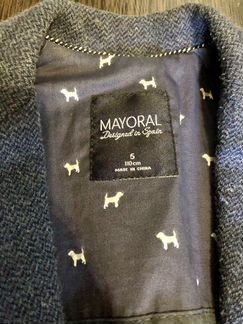 MAYORAL
Designed in Spain
5
110cm
MADE IN CHINA